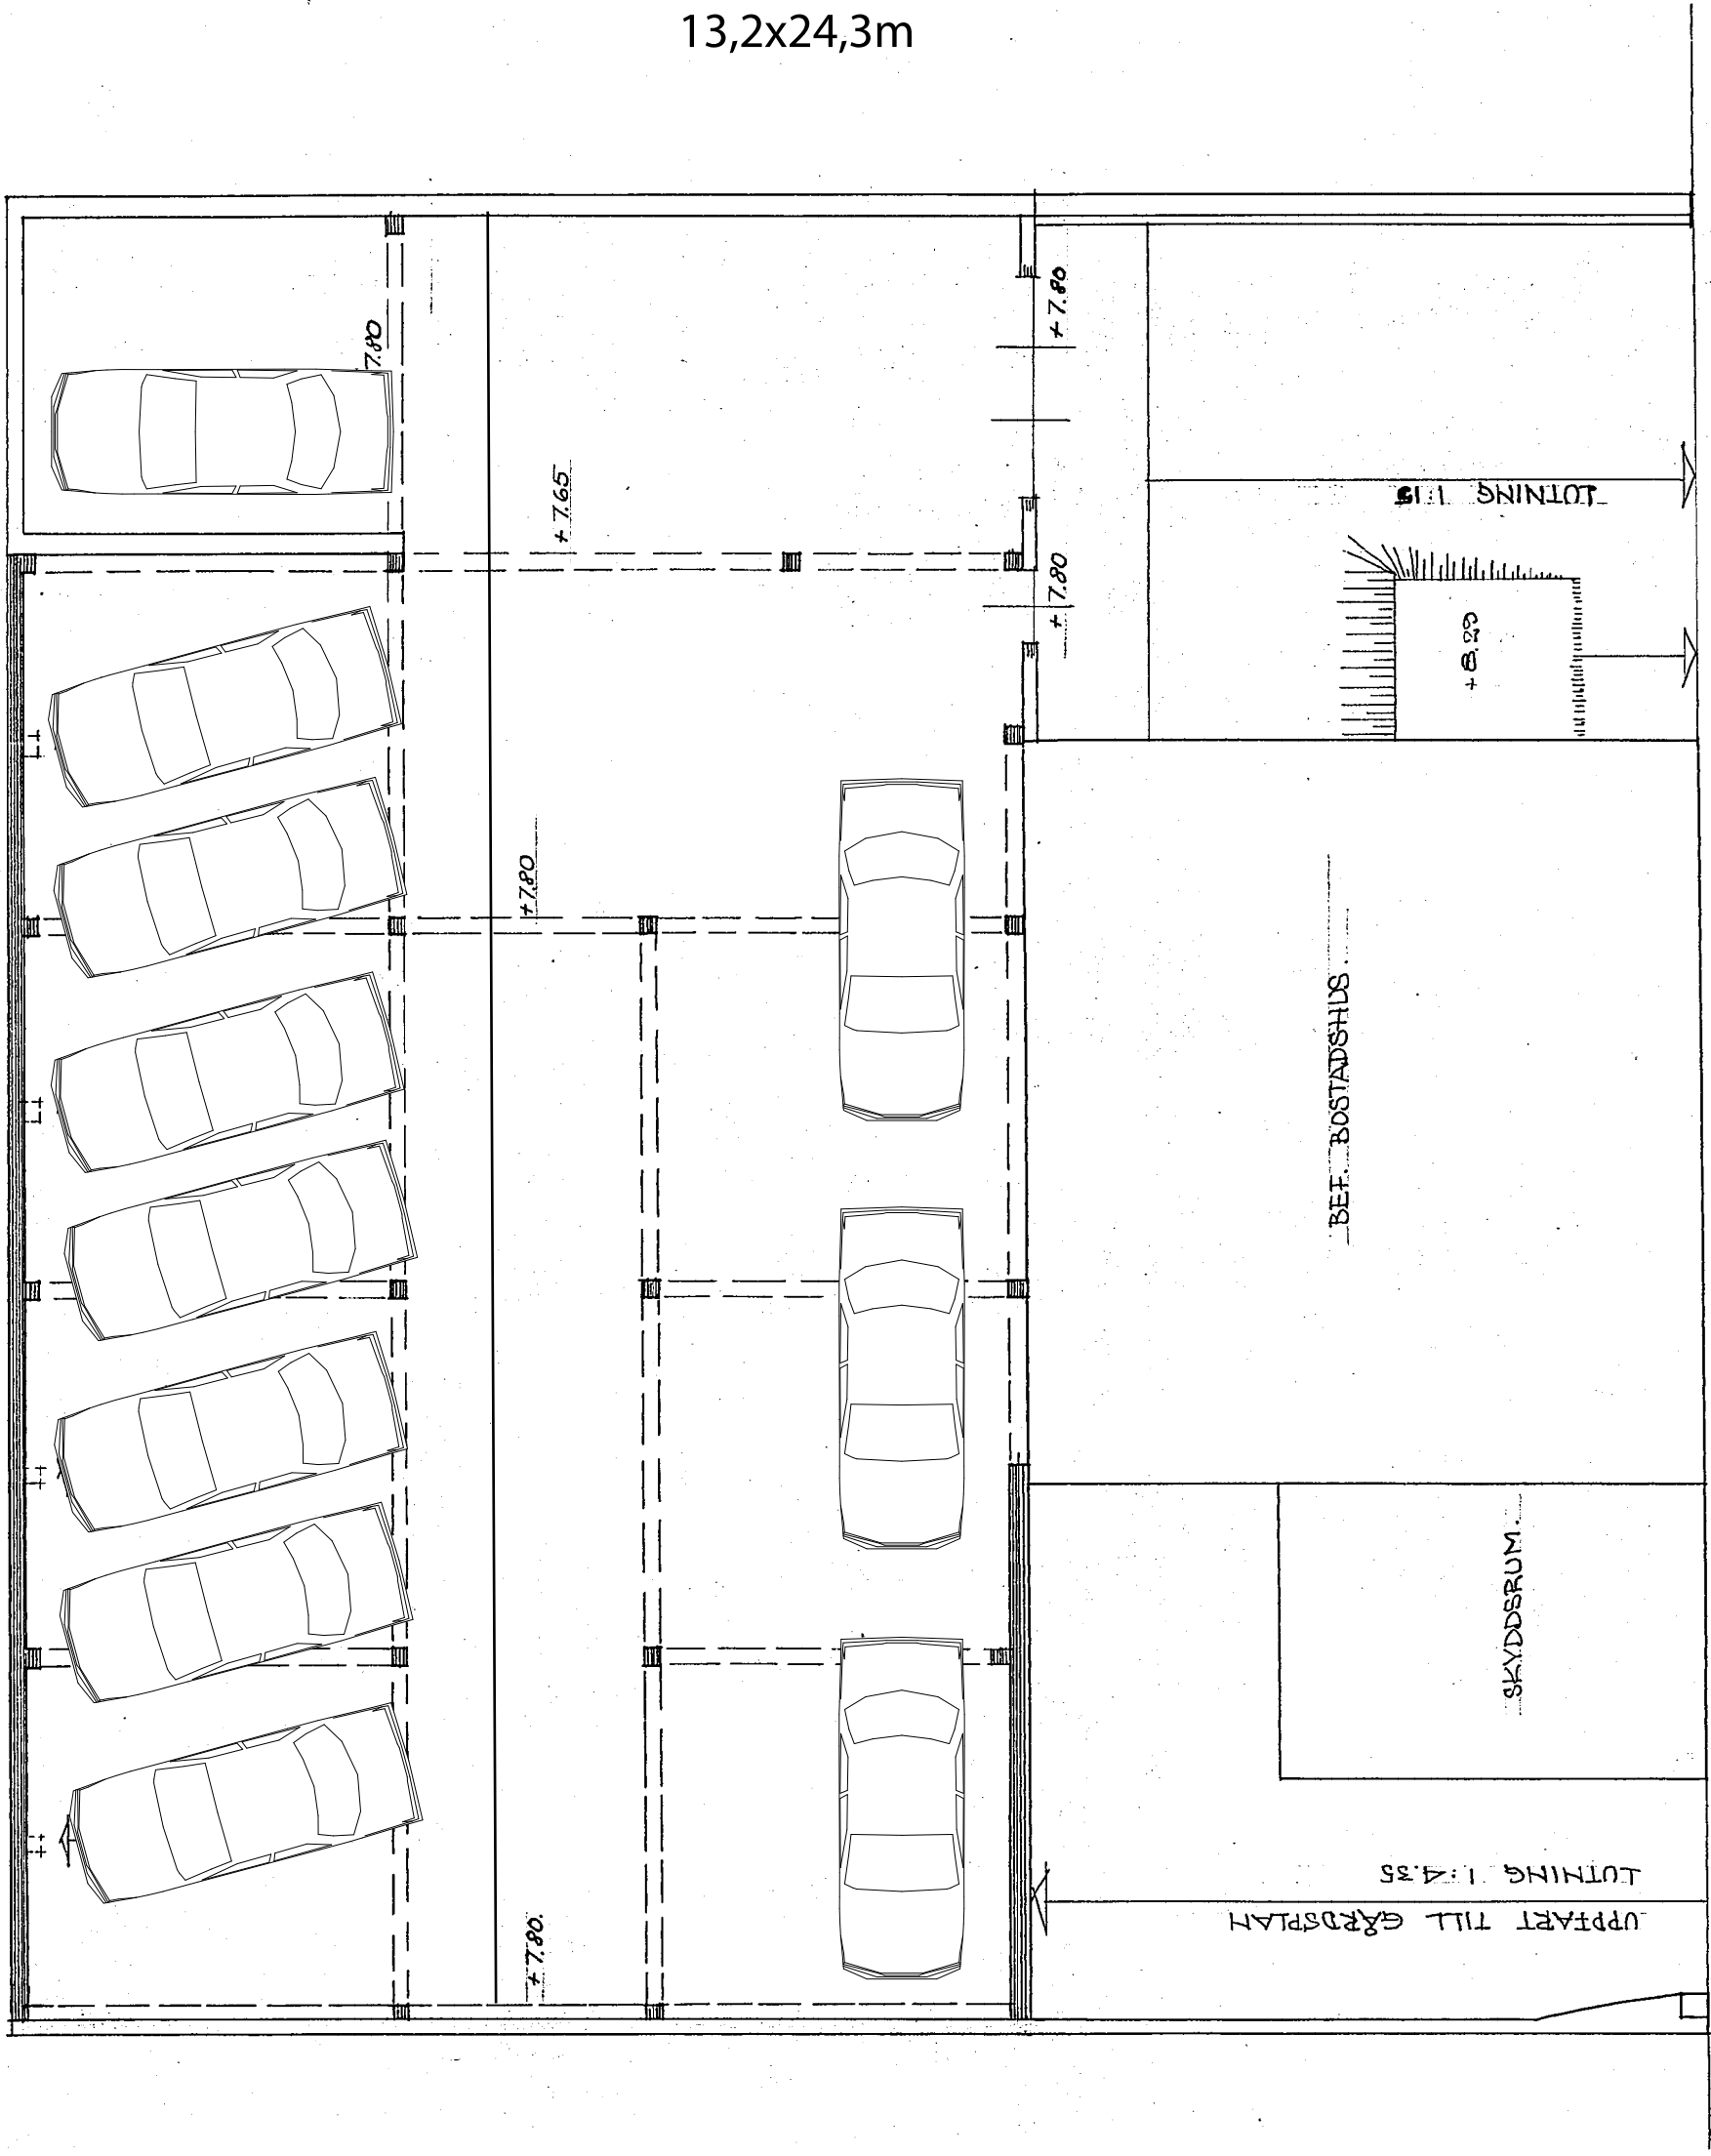 13,2x24,3m
+ 7.80
7.80
+ 7.65
LUTNING 1:15
+ 7.80
+ 8.29
+7.80
BEF. BOSTADSHUS.
SKYDDSRUM.
LUTNING 1:4.35
UPPFART TILL GÅRDSPLAN
+ 7.80.